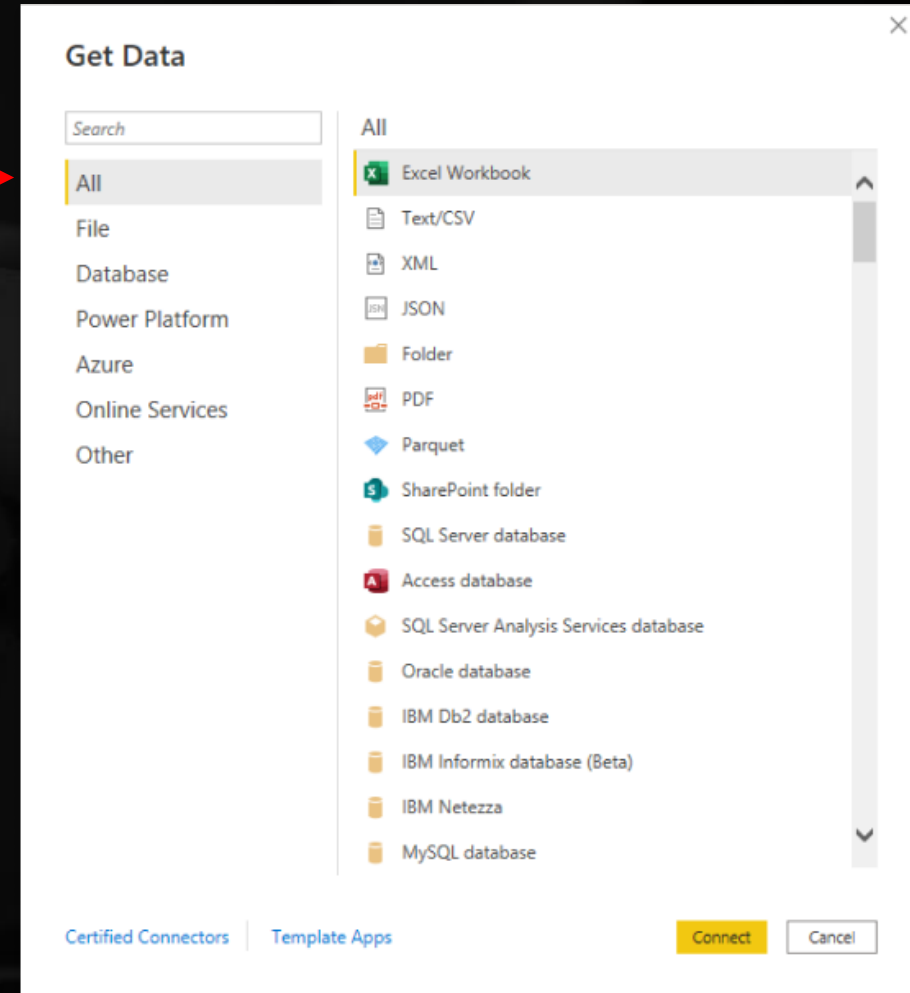 Get Data
Search
All
File
Database
Power Platform
Azure
Online Services
Other
All
Excel Workbook
Text/CSV
XML
JSON
Folder
PDF
Parquet
SharePoint folder
SQL Server database
Access database
SQL Server Analysis Services database
Oracle database
IBM Db2 database
IBM Informix database (Beta)
IBM Netezza
MySQL database
Certified Connectors
Template Apps
Connect
Cancel